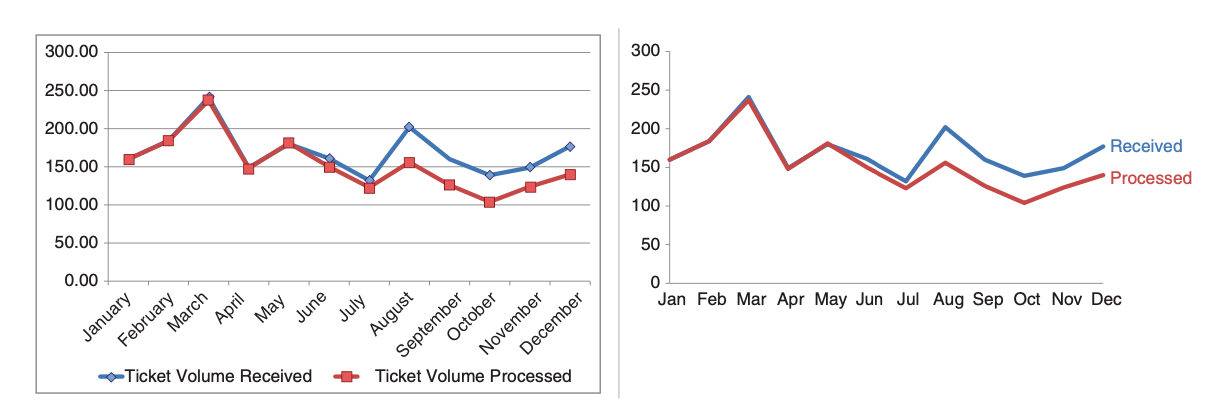 300.00
250.00
200.00
150.00
100.00
50.00
0.00
January February March April May June July August September October November December
Ticket Volume Received Ticket Volume Processed
300
250
200
150
100
50
0
Received
Processed
Jan Feb Mar Apr May Jun Jul Aug Sep Oct Nov Dec